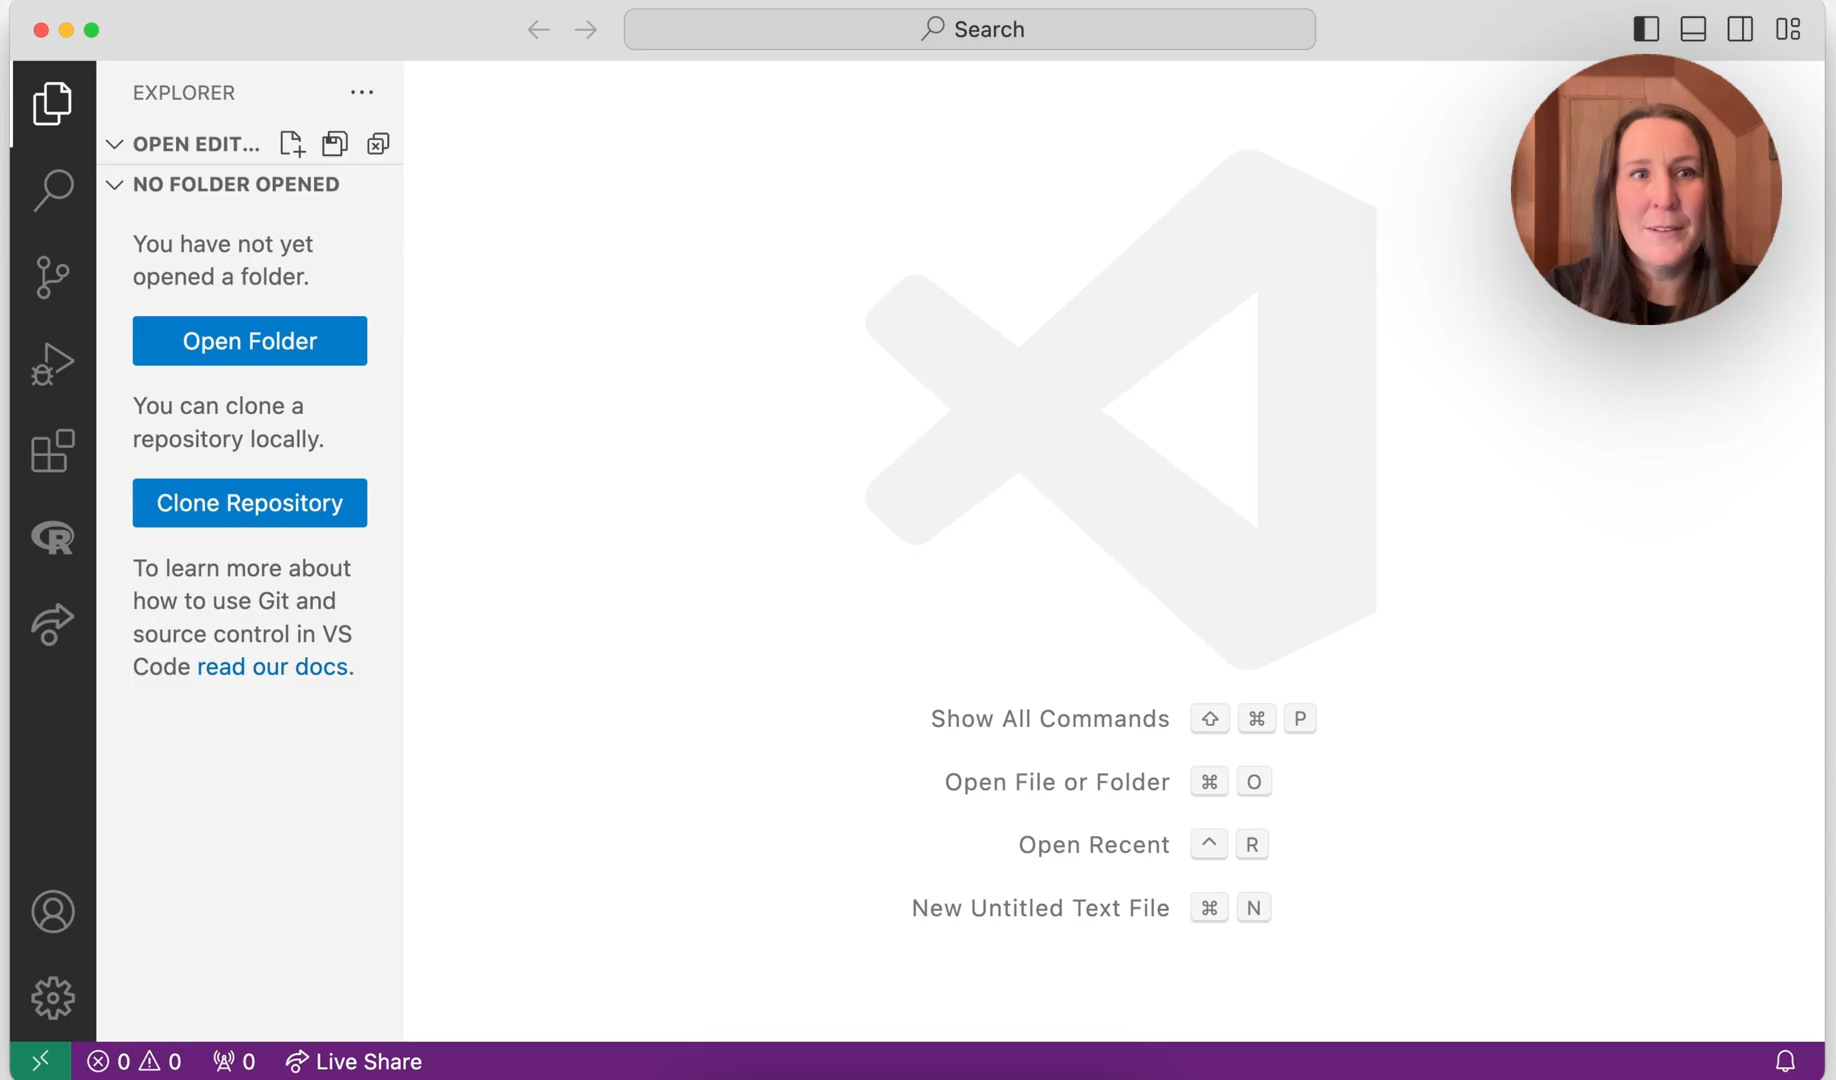 Search
EXPLORER
OPEN EDIT...
NO FOLDER OPENED
You have not yet
opened a folder.
Open Folder
You can clone a
repository locally.
Clone Repository
To learn more about
how to use Git and
source control in VS
Code read our docs.
Show All Commands ⇧ ⌘ P
Open File or Folder ⌘ O
Open Recent ^ R
New Untitled Text File ⌘ N
0 0 0 Live Share